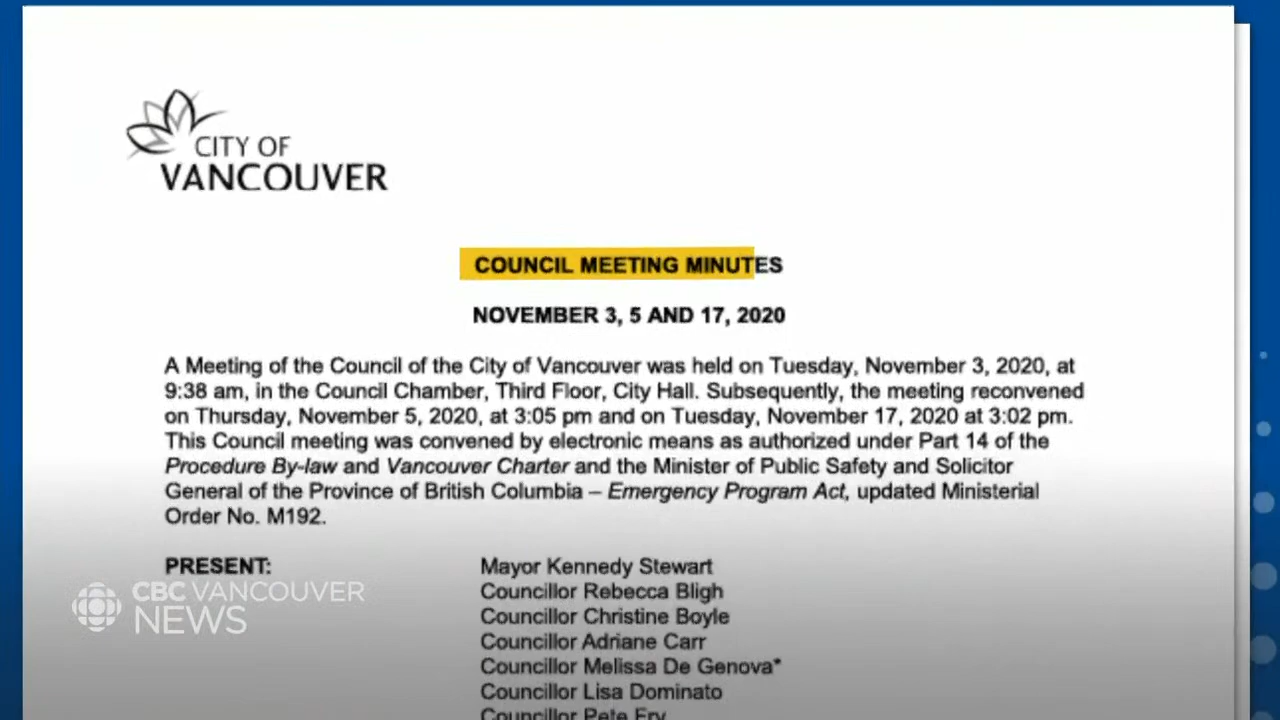 CITY OF
VANCOUVER
COUNCIL MEETING MINUTES
NOVEMBER 3, 5 AND 17, 2020
A Meeting of the Council of the City of Vancouver was held on Tuesday, November 3, 2020, at
9:38 am, in the Council Chamber, Third Floor, City Hall. Subsequently, the meeting reconvened
on Thursday, November 5, 2020, at 3:05 pm and on Tuesday, November 17, 2020 at 3:02 pm.
This Council meeting was convened by electronic means as authorized under Part 14 of the
Procedure By-law and Vancouver Charter and the Minister of Public Safety and Solicitor
General of the Province of British Columbia – Emergency Program Act, updated Ministerial
Order No. M192.
PRESENT:
Mayor Kennedy Stewart
Councillor Rebecca Bligh
Councillor Christine Boyle
Councillor Adriane Carr
Councillor Melissa De Genova*
Councillor Lisa Dominato
Councillor Pete Fry
CBC VANCOUVER
NEWS